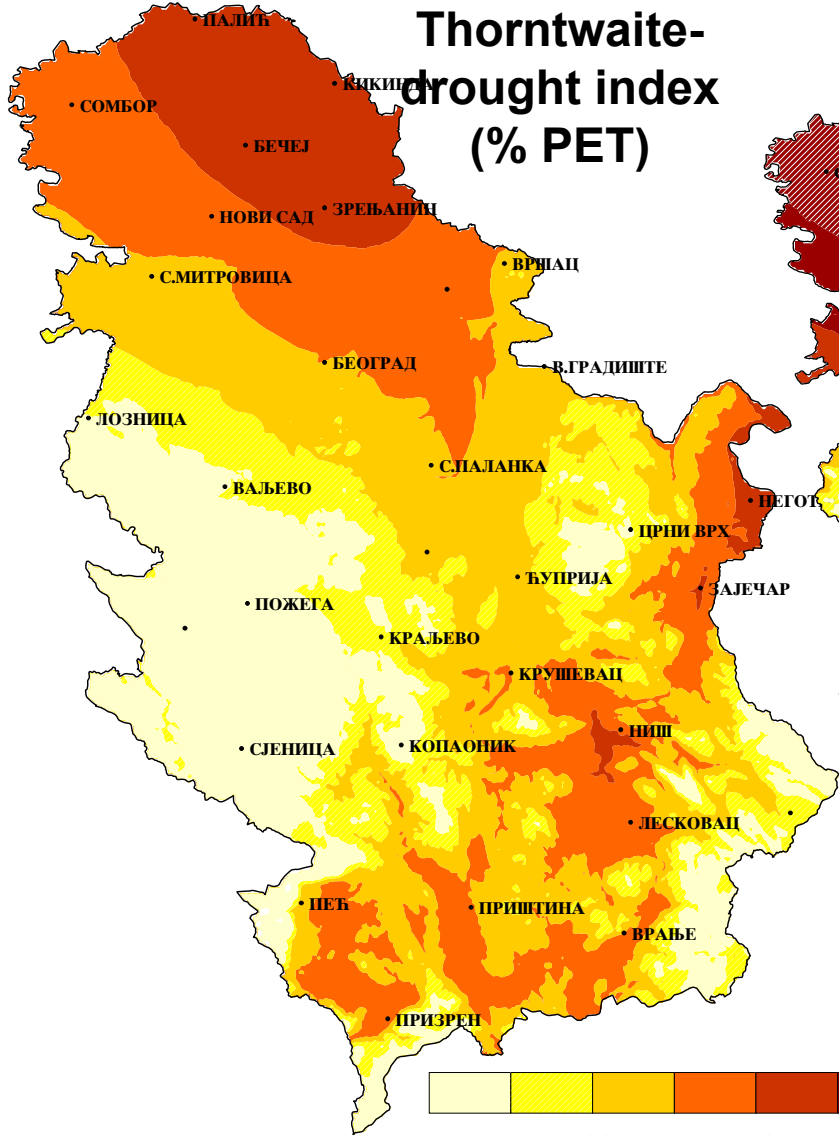 Thorntwaite-
drought index
(% PET)
ПАЛИЋ
КИКИНДА
СОМБОР
БЕЧЕЈ
ЗРЕЊАНИН
НОВИ САД
ВРШАЦ
С.МИТРОВИЦА
БЕОГРАД
В.ГРАДИШТЕ
ЛОЗНИЦА
С.ПАЛАНКА
ВАЉЕВО
НЕГОТ
ЦРНИ ВРХ
ЋУПРИЈА
ЗАЈЕЧАР
ПОЖЕГА
КРАЉЕВО
КРУШЕВАЦ
НИШ
СЈЕНИЦА
КОПАОНИК
ЛЕСКОВАЦ
ПЕЋ
ПРИШТИНА
ВРАЊЕ
ПРИЗРЕН